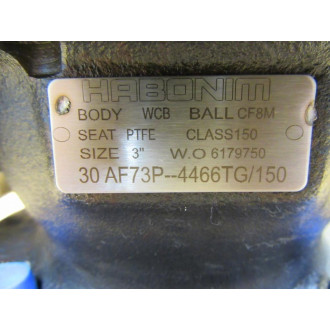 HABONIM
BODY WCB BALL CF8M
SEAT PTFE CLASS150
SIZE 3" W.O 6179750
30 AF73P--4466TG/150